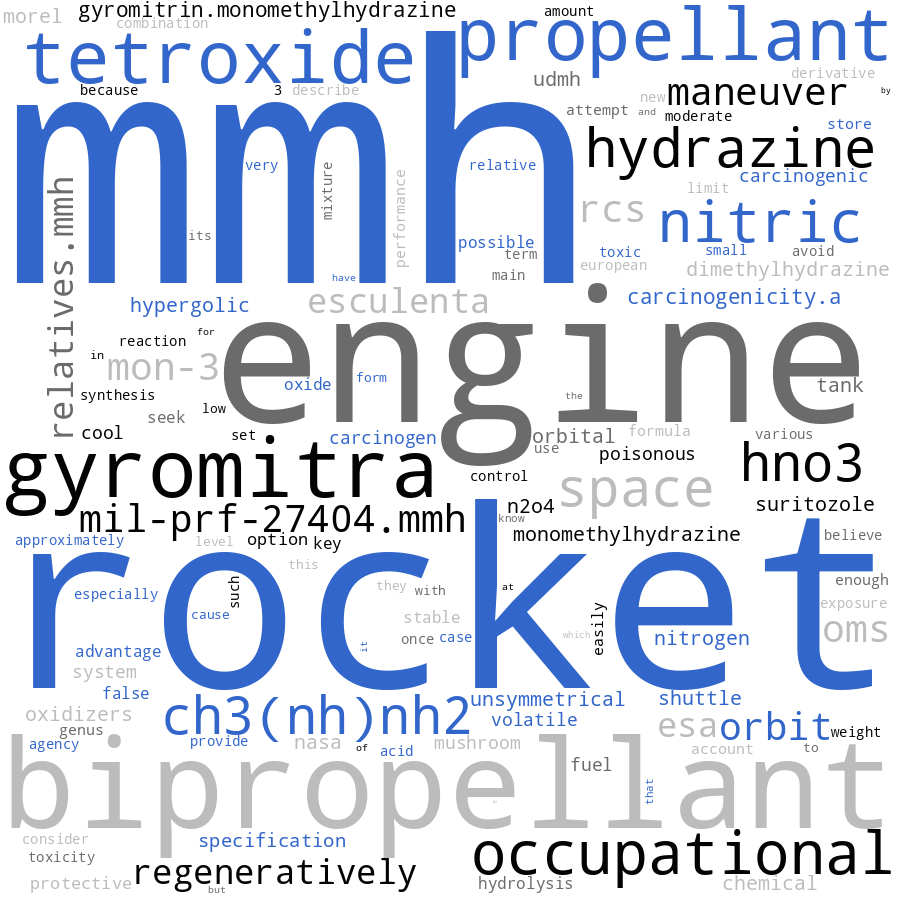 morel
gyromitrin.monomethylhydrazine
combination
amount
tetroxide
propellant
because
3
describe
udmh
derivative
new
maneuver
by
mmh
attempt
and
moderate
store
hydrazine
very
relative
carcinogenic
mixture
performance
limit
relatives.mmh
rcs
nitric
its
possible
term
toxic
small
avoid
main
european
dimethylhydrazine
have
hypergolic
esculenta
carcinogenicity.a
engine
reaction
for
in
mon-3
oxide
form
tank
synthesis
the
seek
low
cool
set
carcinogen
orbital
use
formula
various
gyromitra
poisonous
hno3
control
space
mil-prf-27404.mmh
n2o4
suritozole
know
approximately
level
option
key
monomethylhydrazine
believe
rocket
this
especially
such
they
with
at
enough
cause
stable
easily
exposure
oms
it
once
case
which
nitrogen
advantage
system
false
unsymmetrical
shuttle
oxidizers
ch3(nh)nh2
volatile
esa
orbit
genus
weight
agency
provide
nasa
of
acid
mushroom
account
to
bipropellant
fuel
that
consider
specification
occupational
toxicity
regeneratively
protective
but
hydrolysis
chemical